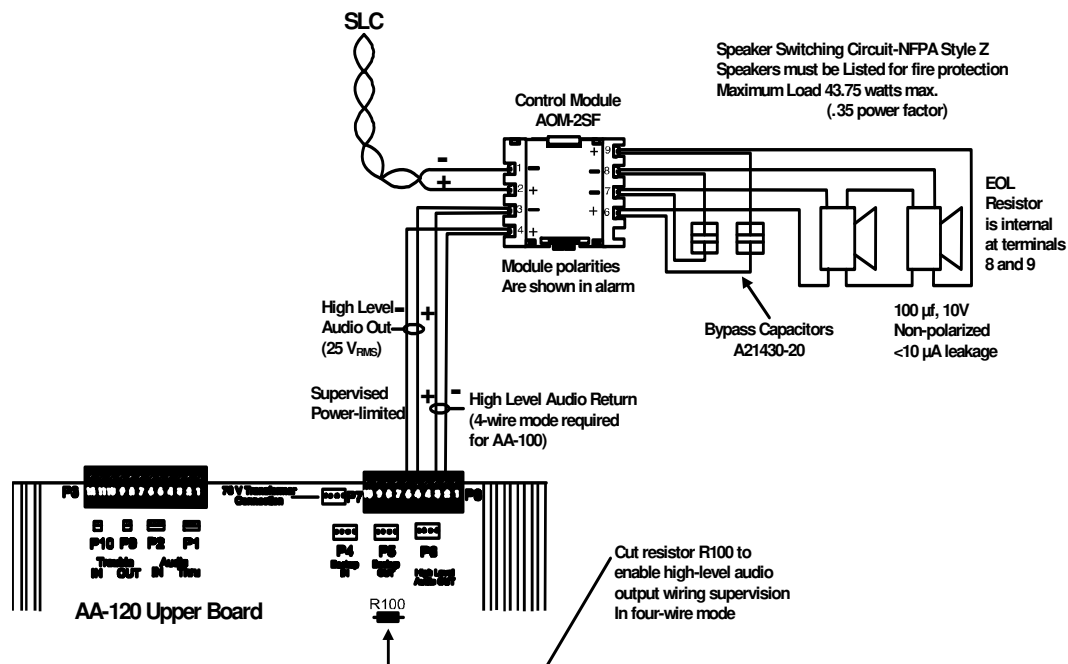 SLC
Speaker Switching Circuit-NFPA Style Z
Speakers must be Listed for fire protection
Maximum Load 43.75 watts max.
(.35 power factor)
Control Module
AOM-2SF
-
+
1
2
3
4
-
+
-
+
+
-
-
+
9
8
7
6
EOL
Resistor
is internal
at terminals
8 and 9
Module polarities
Are shown in alarm
High Level
Audio Out
(25 VRMS)
-
+
Bypass Capacitors
A21430-20
100 µf, 10V
Non-polarized
<10 µA leakage
Supervised
Power-limited
+
-
High Level Audio Return
(4-wire mode required
for AA-100)
70 V Transformer
Connection
P7
P10
P9
P2
P1
P4
P5
P6
Trouble
Audio
IN
OUT
IN
Thru
Backup
IN
Backup
OUT
High Level
Audio OUT
AA-120 Upper Board
R100
Cut resistor R100 to
enable high-level audio
output wiring supervision
In four-wire mode